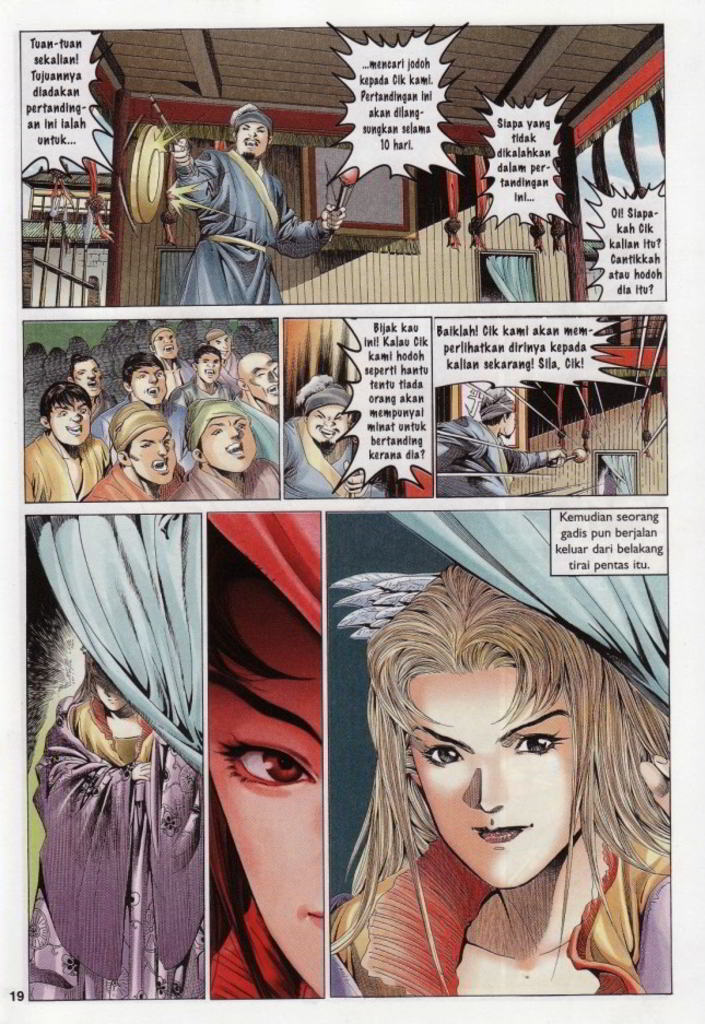 Tuan-tuan
sekalian!
Tujuannya
diadakan
pertanding-
an ini ialah
untuk...
...mencari jodoh
kepada Cik kami.
Pertandingan ini
akan dilang-
sungkan selama
10 hari.
Siapa yang
tidak
dikalahkan
dalam per-
tandingan
ini...
Oi! Siapa-
kah Cik
kalian itu?
Cantikkah
atau hodoh
dia itu?
Bijak kau
ini! Kalau Cik
kami hodoh
seperti hantu
tentu tiada
orang akan
mempunyai
minat untuk
bertanding
kerana dia?
Baiklah! Cik kami akan mem-
perlihatkan dirinya kepada
kalian sekarang! Sila, Cik!
Kemudian seorang
gadis pun berjalan
keluar dari belakang
tirai pentas itu.
19